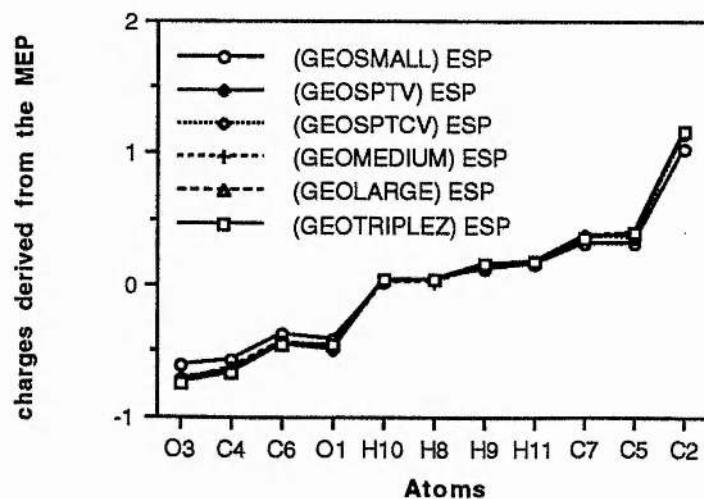 2
1
0
-1
charges derived from the MEP
(GEOSMALL) ESP
(GEOSPTV) ESP
(GEOSPTCV) ESP
(GEOMEDIUM) ESP
(GEOLARGE) ESP
(GEOTRIPLEZ) ESP
O3 C4 C6 O1 H10 H8 H9 H11 C7 C5 C2
Atoms